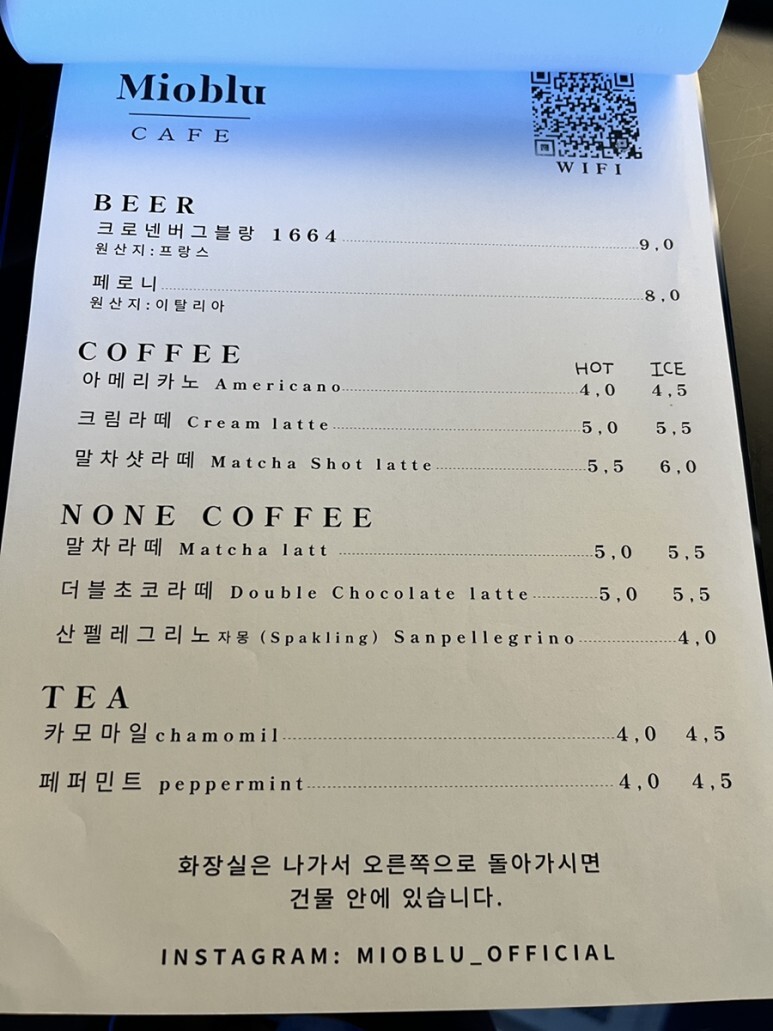 Mioblu
CAFE
WIFI
BEER
크로넨버그블랑 1664 9,0
원산지:프랑스
페로니 8,0
원산지:이탈리아
COFFEE HOT ICE
아메리카노 Americano 4,0 4,5
크림라떼 Cream latte 5,0 5,5
말차샷라떼 Matcha Shot latte 5,5 6,0
NONE COFFEE
말차라떼 Matcha latt 5,0 5,5
더블초코라떼 Double Chocolate latte 5,0 5,5
산펠레그리노 자몽 (Spakling) Sanpellegrino 4,0
TEA
카모마일 chamomil 4,0 4,5
페퍼민트 peppermint 4,0 4,5
화장실은 나가서 오른쪽으로 돌아가시면
건물 안에 있습니다.
INSTAGRAM: MIOBLU_OFFICIAL